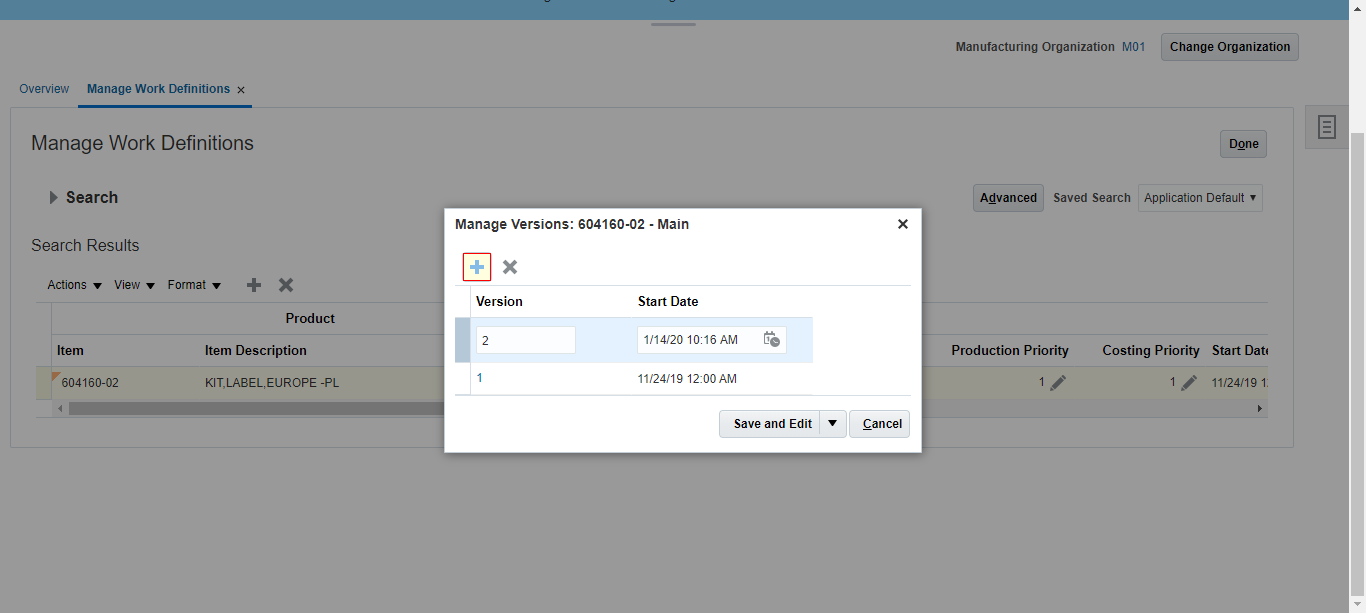 Manufacturing Organization M01 Change Organization
Overview Manage Work Definitions
Manage Work Definitions Done
Search Advanced Saved Search Application Default
Search Results
Actions View Format
Product
Item Item Description Production Priority Costing Priority Start Date
604160-02 KIT,LABEL,EUROPE -PL 1 1 11/24/19 1
Manage Versions: 604160-02 - Main
Version Start Date
2 1/14/20 10:16 AM
1 11/24/19 12:00 AM
Save and Edit Cancel